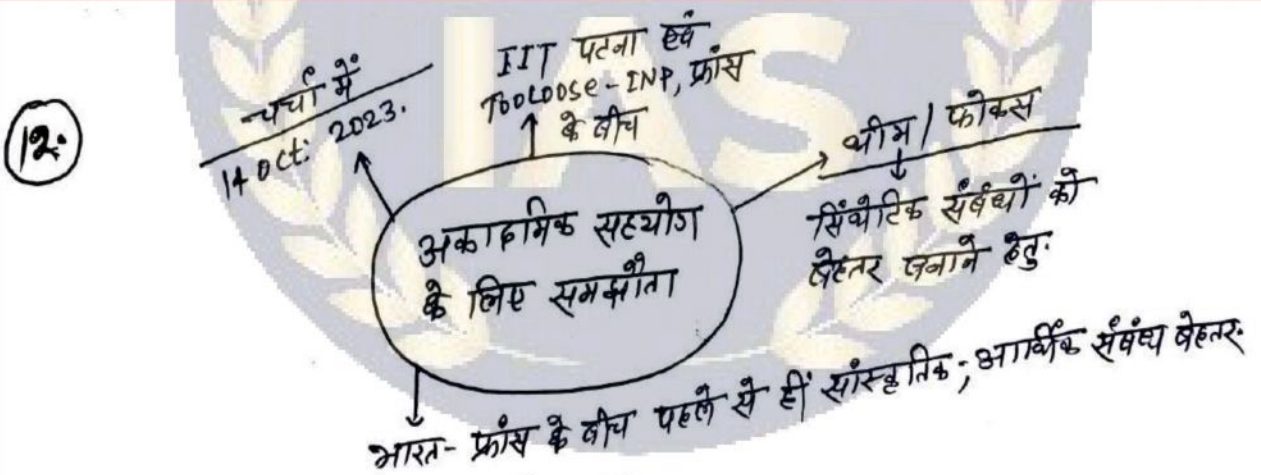 IAS
12.
चर्चा में
14 Oct: 2023.
IIT पटना एवं
TOOLOOSE-INP, फ्रांस
के बीच
थीम / फोकस
सिंथेटिक संबंधों को
बेहतर बनाने हेतु:
अकादमिक सहयोग
के लिए समझौता
भारत- फ्रांस के बीच पहले से हीं सांस्कृतिक; आर्थिक संबंध बेहतर: